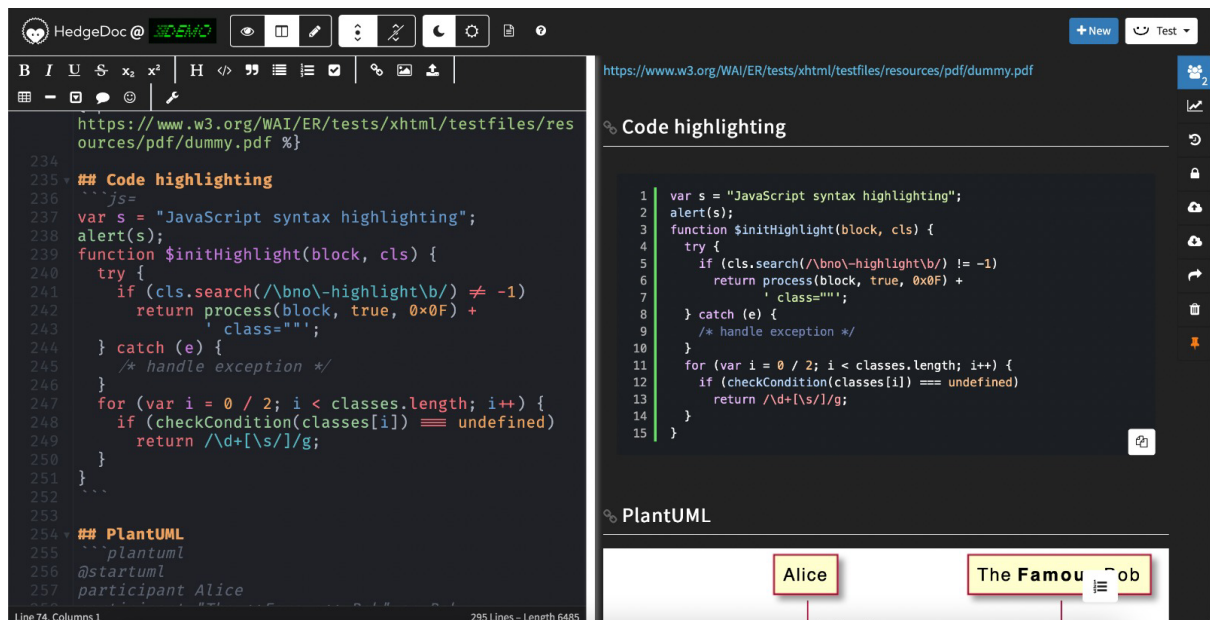 HedgeDoc @ DEMO
+ New
Test
B I U S x₂ x² H </>
https://www.w3.org/WAI/ER/tests/xhtml/testfiles/res
ources/pdf/dummy.pdf %}
234
235 ## Code highlighting
236 ```js=
237 var s = "JavaScript syntax highlighting";
238 alert(s);
239 function $initHighlight(block, cls) {
240 try {
241 if (cls.search(/\bno\-highlight\b/) ≠ -1)
242 return process(block, true, 0×0F) +
243 ' class=""';
244 } catch (e) {
245 /* handle exception */
246 }
247 for (var i = 0 / 2; i < classes.length; i++) {
248 if (checkCondition(classes[i]) ≡ undefined)
249 return /\d+[\s/]/g;
250 }
251 }
252 ```
253
254 ## PlantUML
255 ```plantuml
256 @startuml
257 participant Alice
Line 74, Columns 1
295 Lines – Length 6485
https://www.w3.org/WAI/ER/tests/xhtml/testfiles/resources/pdf/dummy.pdf
2
Code highlighting
1 var s = "JavaScript syntax highlighting";
2 alert(s);
3 function $initHighlight(block, cls) {
4 try {
5 if (cls.search(/\bno\-highlight\b/) != -1)
6 return process(block, true, 0x0F) +
7 ' class=""';
8 } catch (e) {
9 /* handle exception */
10 }
11 for (var i = 0 / 2; i < classes.length; i++) {
12 if (checkCondition(classes[i]) === undefined)
13 return /\d+[\s/]/g;
14 }
15 }
PlantUML
Alice
The Famou ob